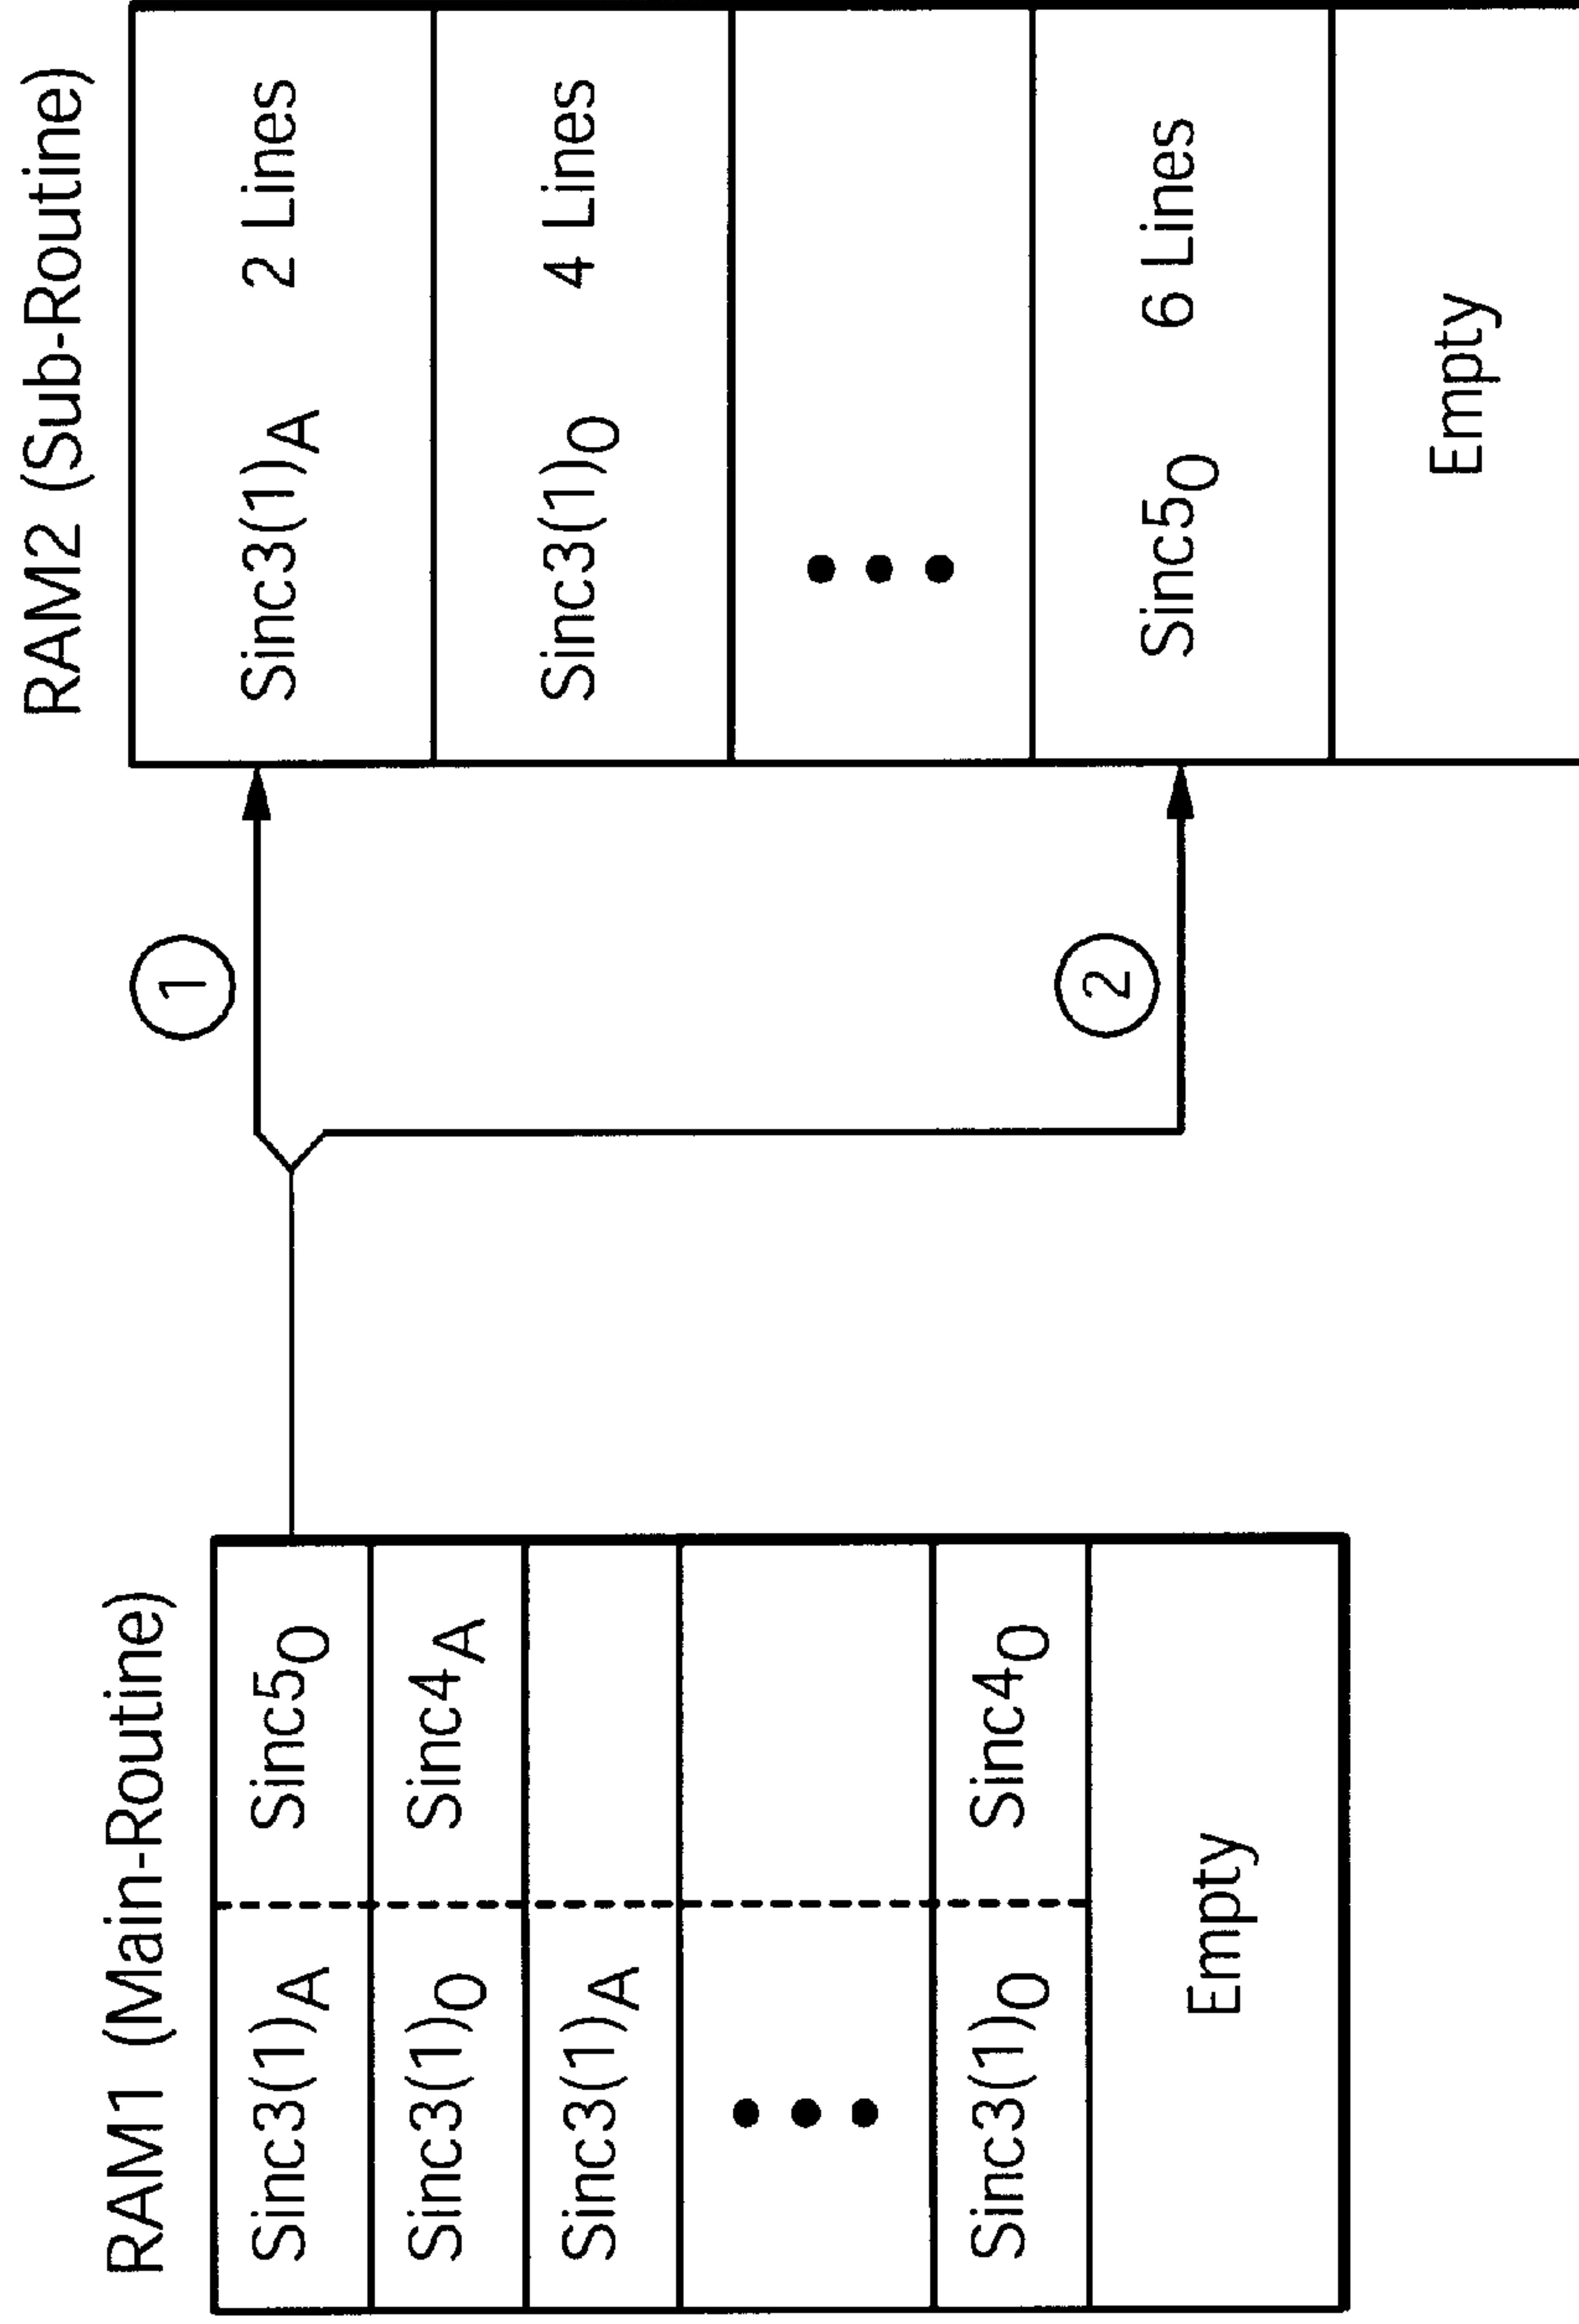 RAM1 (Main-Routine)
Sinc3(1)A Sinc5O
Sinc3(1)O Sinc4A
Sinc3(1)A
Sinc3(1)O Sinc4O
Empty
1
2
RAM2 (Sub-Routine)
Sinc3(1)A 2 Lines
Sinc3(1)O 4 Lines
Sinc5O 6 Lines
Empty